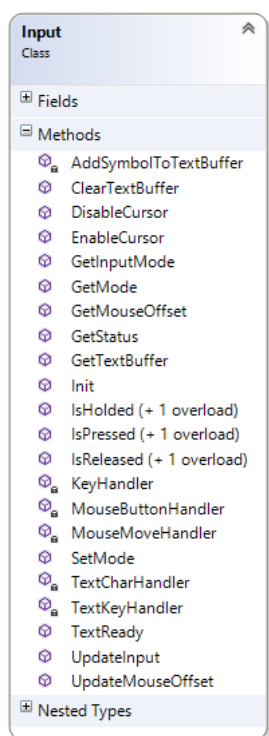 Input
Class
Fields
Methods
AddSymbolToTextBuffer
ClearTextBuffer
DisableCursor
EnableCursor
GetInputMode
GetMode
GetMouseOffset
GetStatus
GetTextBuffer
Init
IsHolded (+ 1 overload)
IsPressed (+ 1 overload)
IsReleased (+ 1 overload)
KeyHandler
MouseButtonHandler
MouseMoveHandler
SetMode
TextCharHandler
TextKeyHandler
TextReady
UpdateInput
UpdateMouseOffset
Nested Types